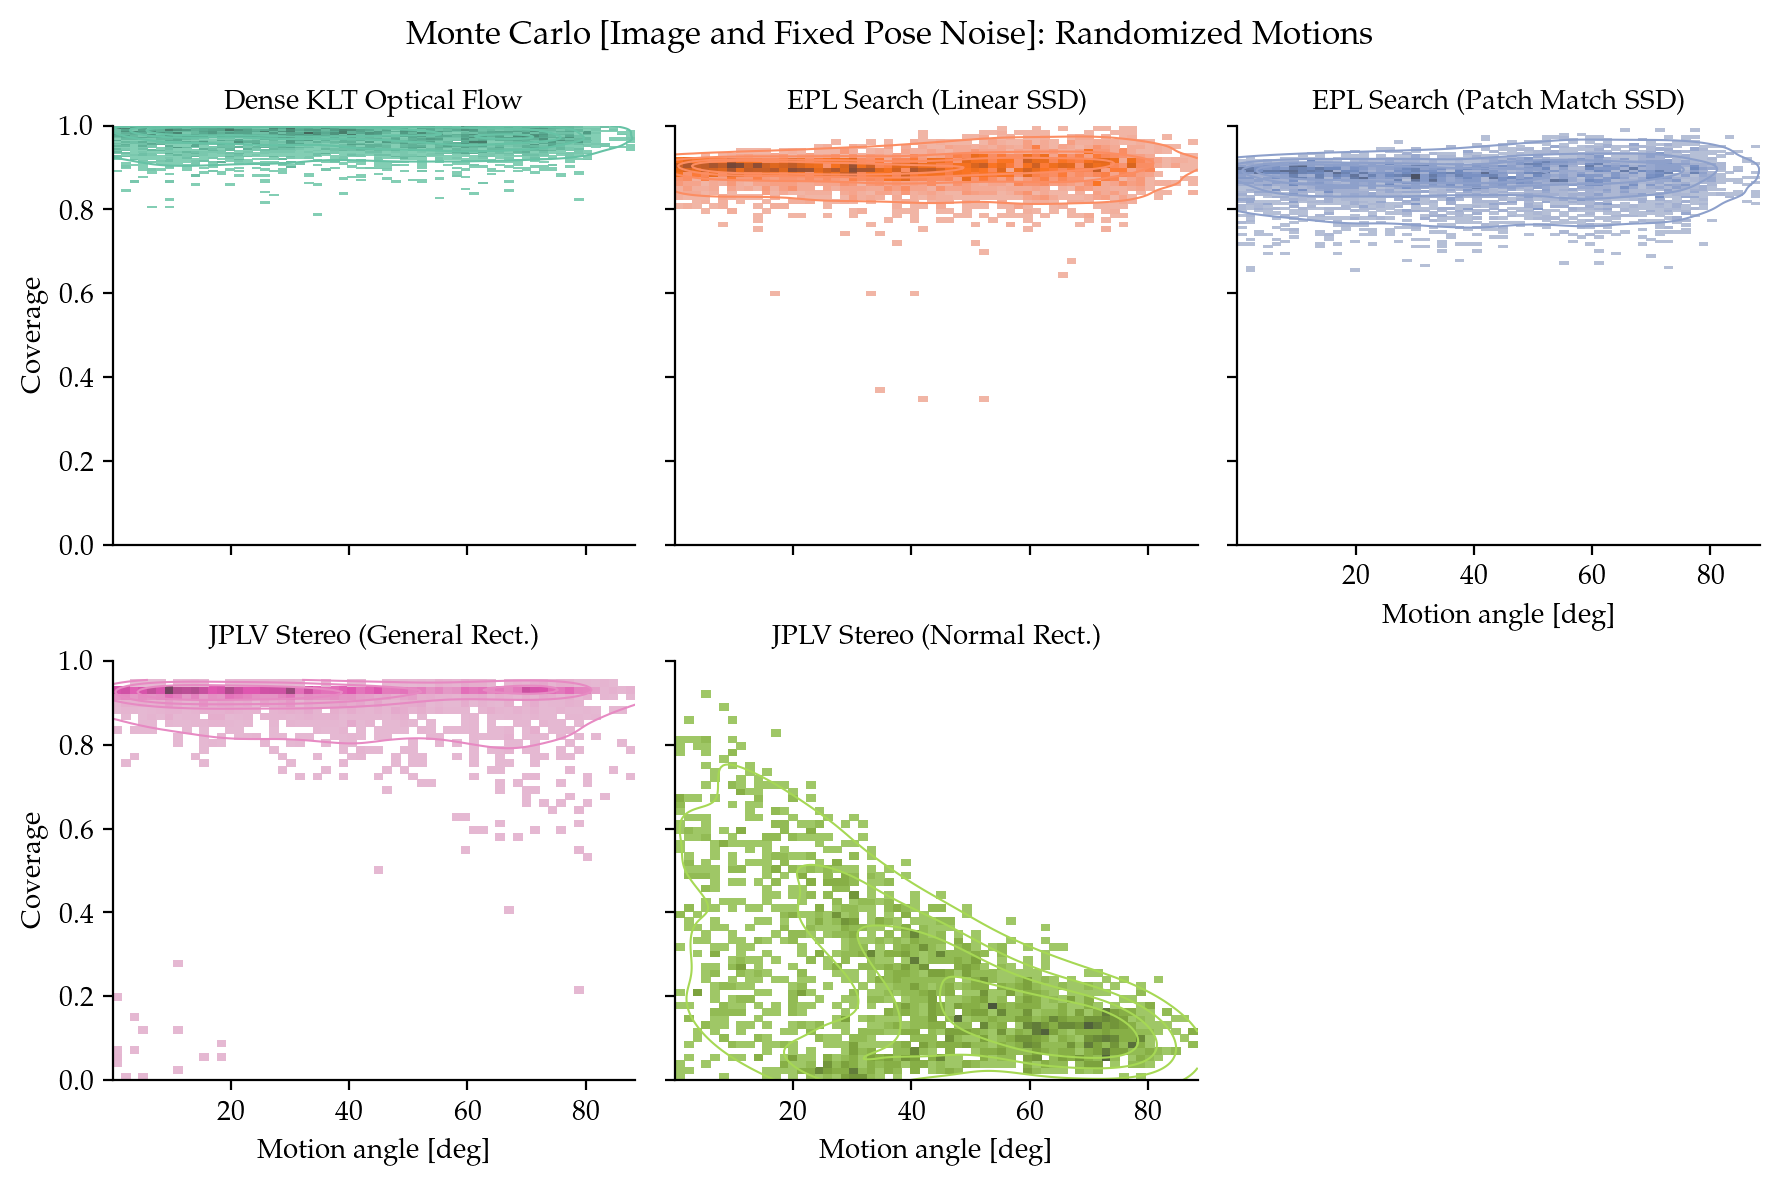 Monte Carlo [Image and Fixed Pose Noise]: Randomized Motions
Dense KLT Optical Flow
EPL Search (Linear SSD)
EPL Search (Patch Match SSD)
1.0
0.8
0.6
0.4
0.2
0.0
Coverage
20
40
60
80
Motion angle [deg]
JPLV Stereo (General Rect.)
JPLV Stereo (Normal Rect.)
1.0
0.8
0.6
0.4
0.2
0.0
Coverage
20
40
60
80
Motion angle [deg]
20
40
60
80
Motion angle [deg]